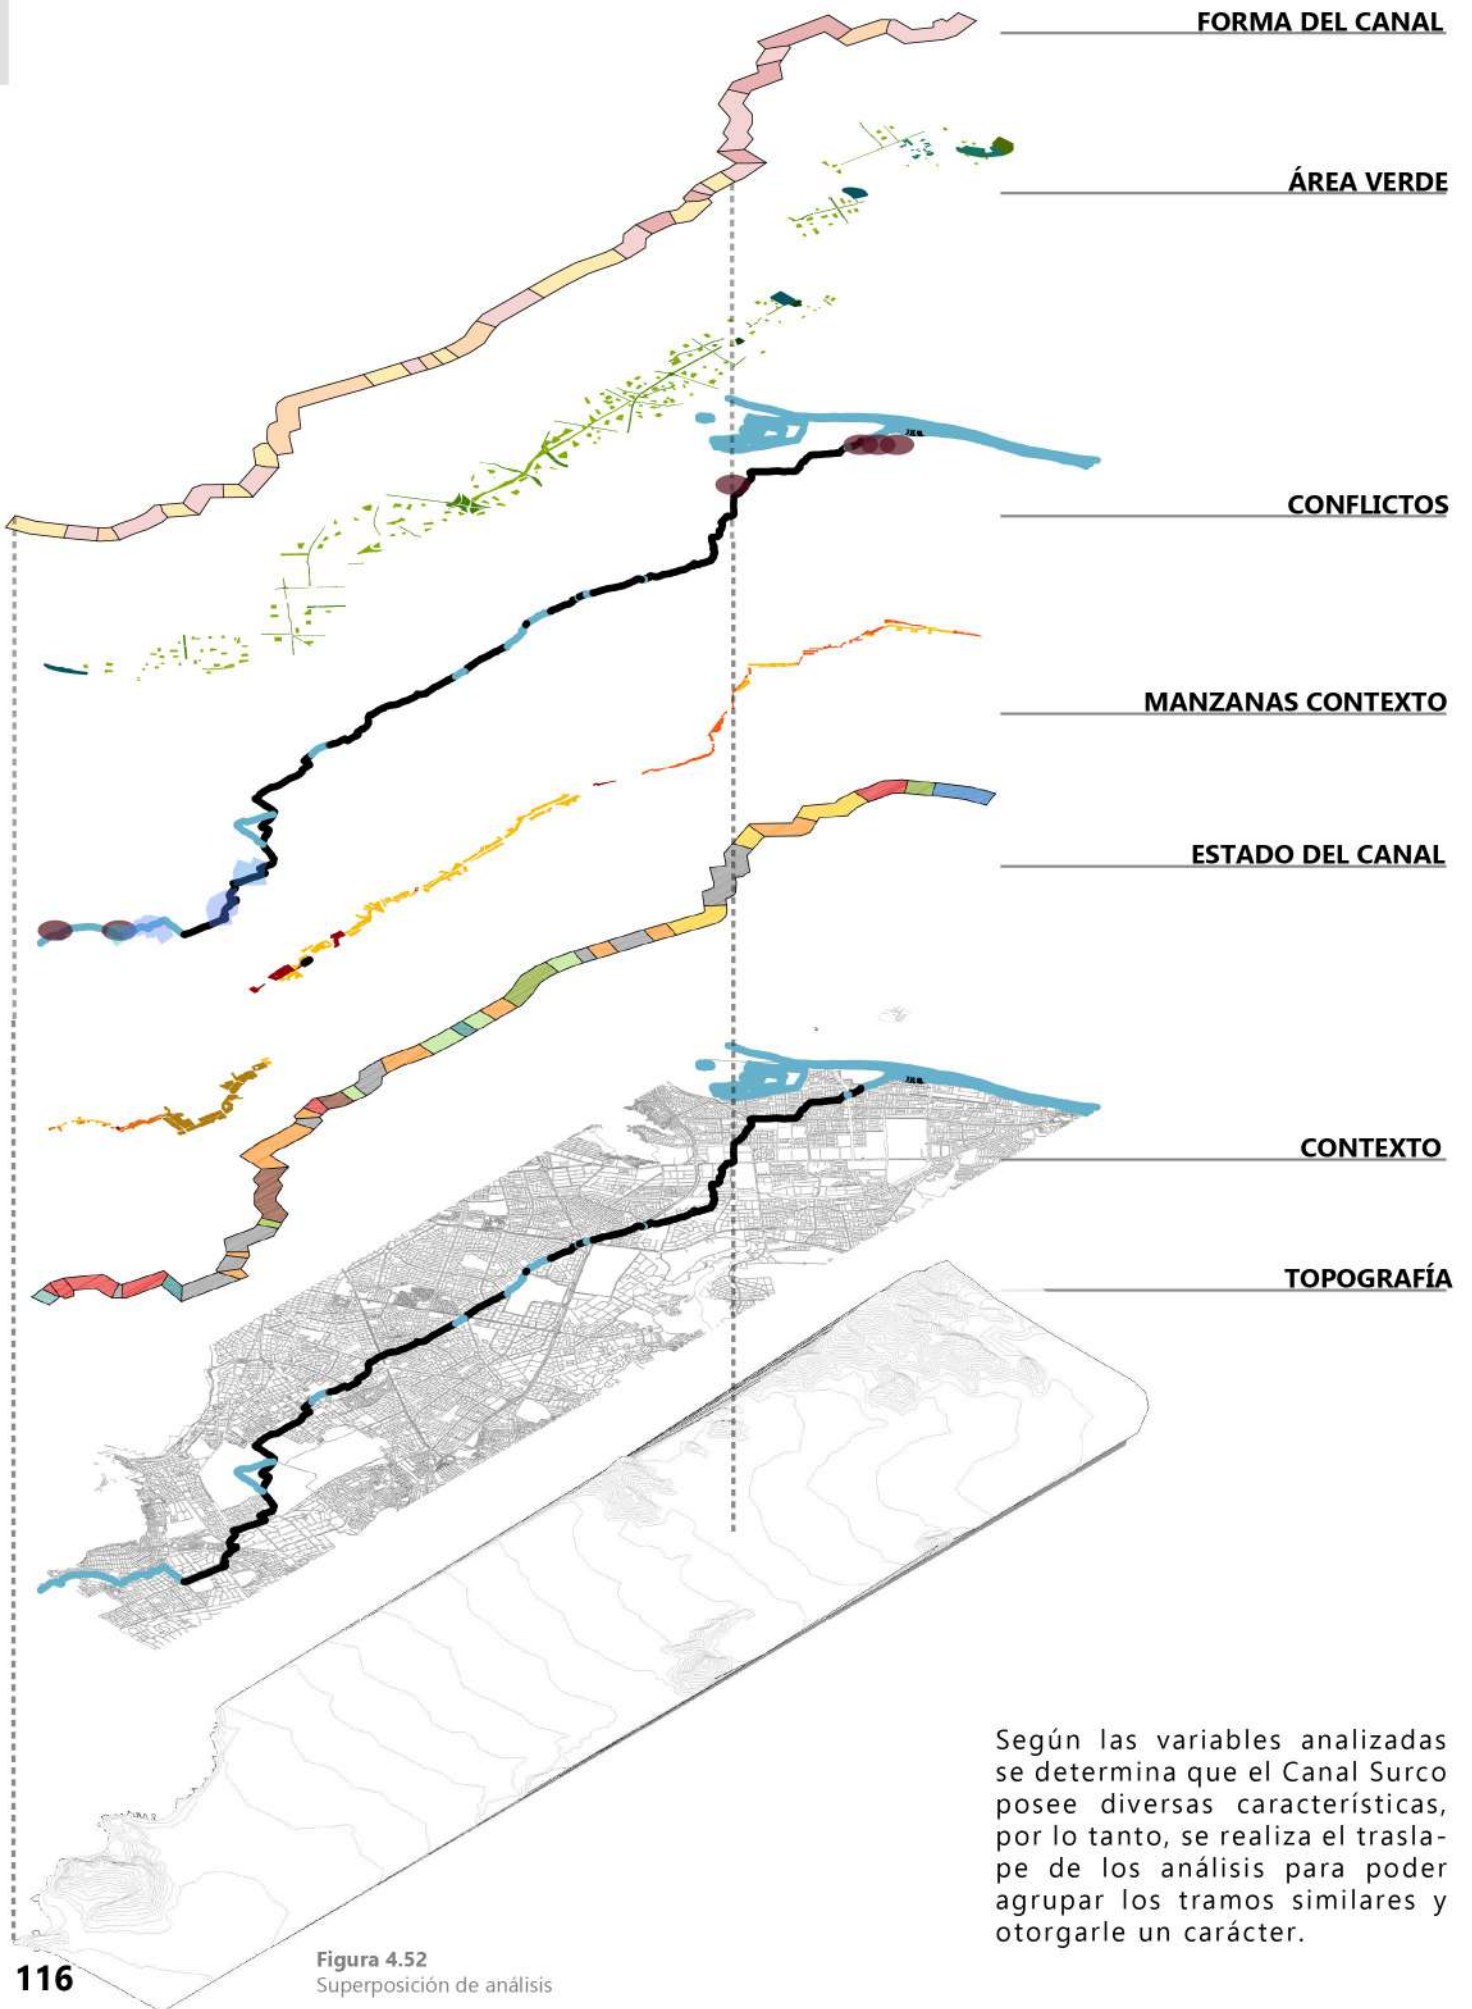 FORMA DEL CANAL
ÁREA VERDE
CONFLICTOS
MANZANAS CONTEXTO
ESTADO DEL CANAL
CONTEXTO
TOPOGRAFÍA
Según las variables analizadas
se determina que el Canal Surco
posee diversas característifcas,
por lo tanto, se realiza el trasla-
pe de los análisis para poder
agrupar los tramos similares y
otorgarle un carácter.
Figura 4.52
Superposición de análisis
116